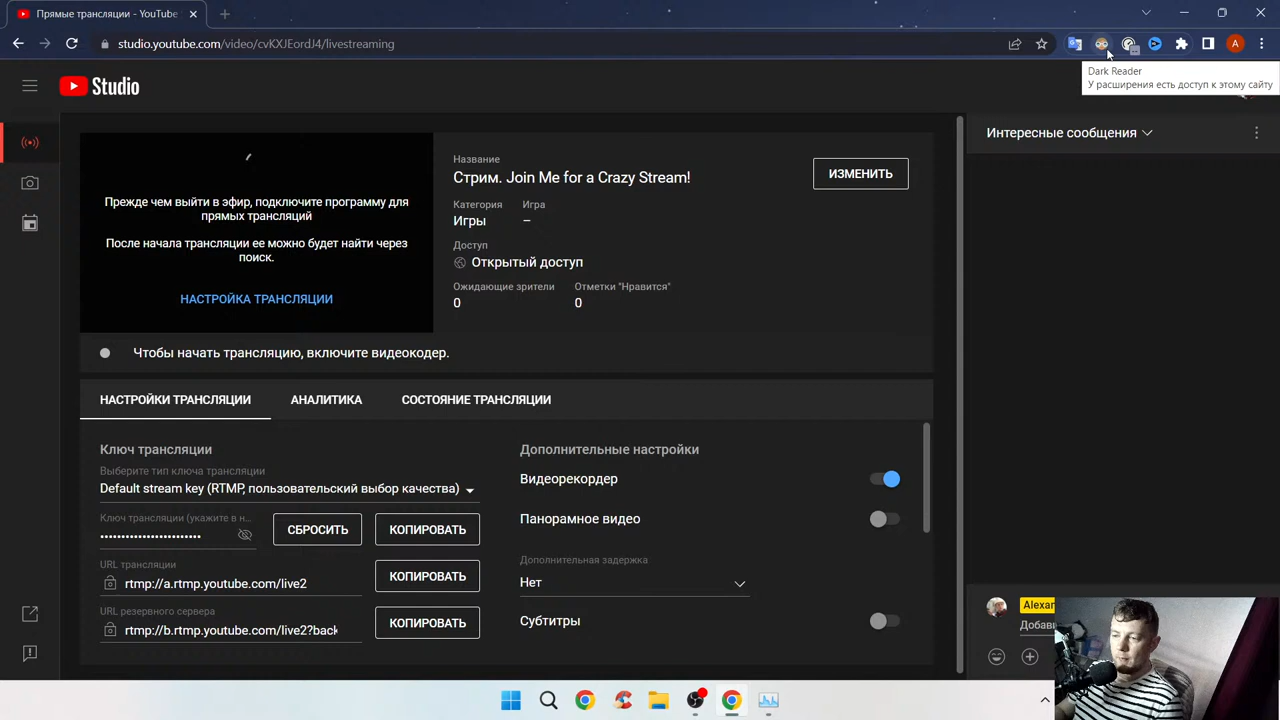 Прямые трансляции - YouTube
studio.youtube.com/video/cvKXJEordJ4/livestreaming
A
Dark Reader
У расширения есть доступ к этому сайту
Studio
Прежде чем выйти в эфир, подключите программу для
прямых трансляций
После начала трансляции ее можно будет найти через
поиск.
НАСТРОЙКА ТРАНСЛЯЦИИ
Название
Стрим. Join Me for a Crazy Stream!
ИЗМЕНИТЬ
Категория Игра
Игры –
Доступ
Открытый доступ
Ожидающие зрители Отметки "Нравится"
0 0
Интересные сообщения
Чтобы начать трансляцию, включите видеокодер.
НАСТРОЙКИ ТРАНСЛЯЦИИ АНАЛИТИКА СОСТОЯНИЕ ТРАНСЛЯЦИИ
Ключ трансляции
Выберите тип ключа трансляции
Default stream key (RTMP, пользовательский выбор качества)
Ключ трансляции (укажите в н...
•••••••••••••••••••••••• СБРОСИТЬ КОПИРОВАТЬ
URL трансляции
rtmp://a.rtmp.youtube.com/live2 КОПИРОВАТЬ
URL резервного сервера
rtmp://b.rtmp.youtube.com/live2?back КОПИРОВАТЬ
Дополнительные настройки
Видеорекордер
Панорамное видео
Дополнительная задержка
Нет
Субтитры
Alexar
Добави